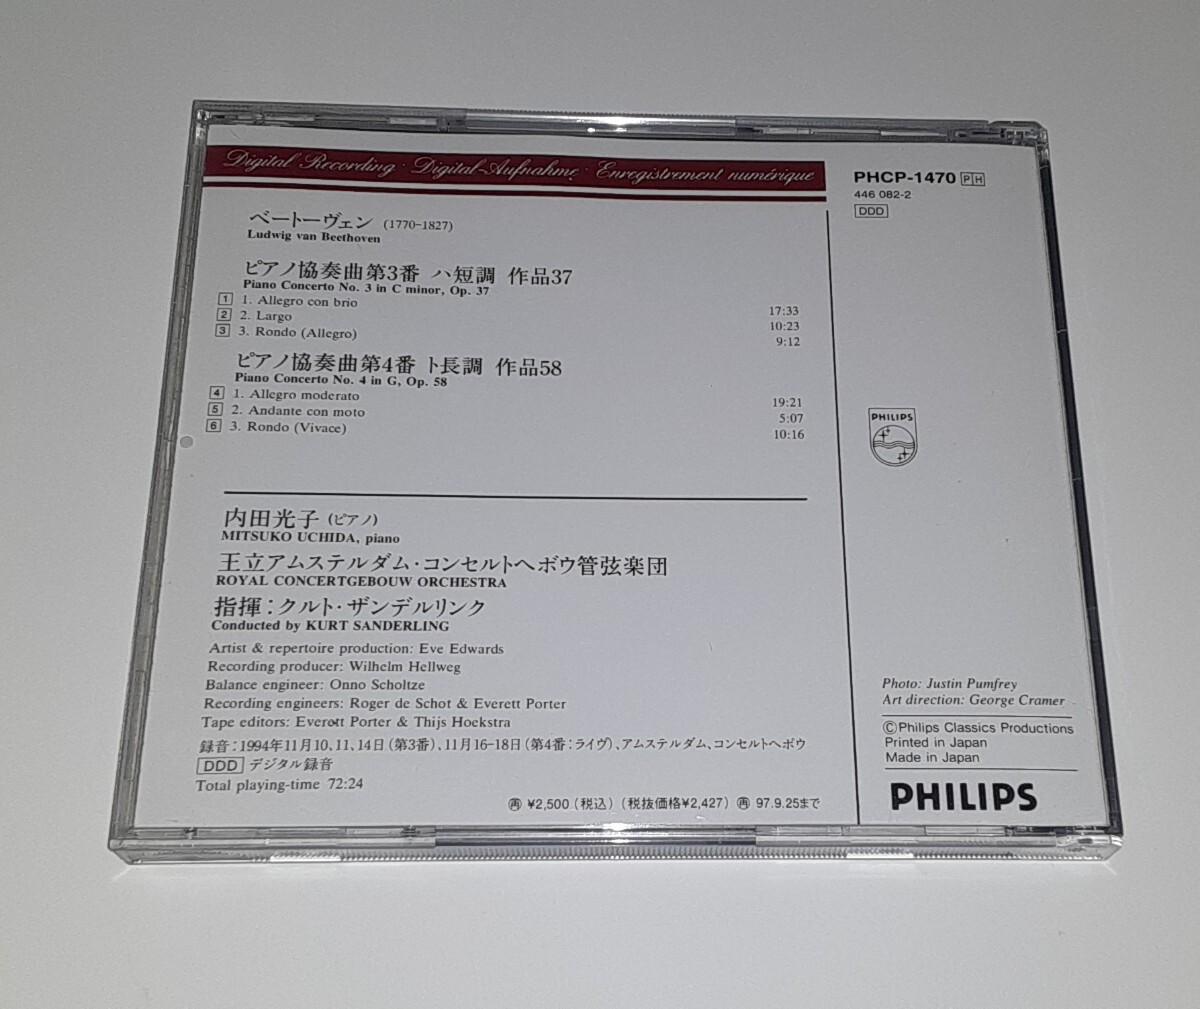 Digital Recording · Digital-Aufnahme · Enregistrement numérique
ベートーヴェン (1770-1827)
Ludwig van Beethoven
ピアノ協奏曲第3番 ハ短調 作品37
Piano Concerto No. 3 in C minor, Op. 37
1 1. Allegro con brio 17:33
2 2. Largo 10:23
3 3. Rondo (Allegro) 9:12
ピアノ協奏曲第4番 ト長調 作品58
Piano Concerto No. 4 in G, Op. 58
4 1. Allegro moderato 19:21
5 2. Andante con moto 5:07
6 3. Rondo (Vivace) 10:16
内田光子 (ピアノ)
MITSUKO UCHIDA, piano
王立アムステルダム・コンセルトヘボウ管弦楽団
ROYAL CONCERTGEBOUW ORCHESTRA
指揮：クルト・ザンデルリンク
Conducted by KURT SANDERLING
Artist & repertoire production: Eve Edwards
Recording producer: Wilhelm Hellweg
Balance engineer: Onno Scholtze
Recording engineers: Roger de Schot & Everett Porter
Tape editors: Everett Porter & Thijs Hoekstra
録音：1994年11月10、11、14日(第3番)、11月16-18日(第4番：ライヴ)、アムステルダム、コンセルトヘボウ
DDD デジタル録音
Total playing-time 72:24
㊖ ¥2,500(税込)(税抜価格¥2,427) ㊖ 97.9.25まで
PHCP-1470 PH
446 082-2
DDD
PHILIPS
Photo: Justin Pumfrey
Art direction: George Cramer
©Philips Classics Productions
Printed in Japan
Made in Japan
PHILIPS